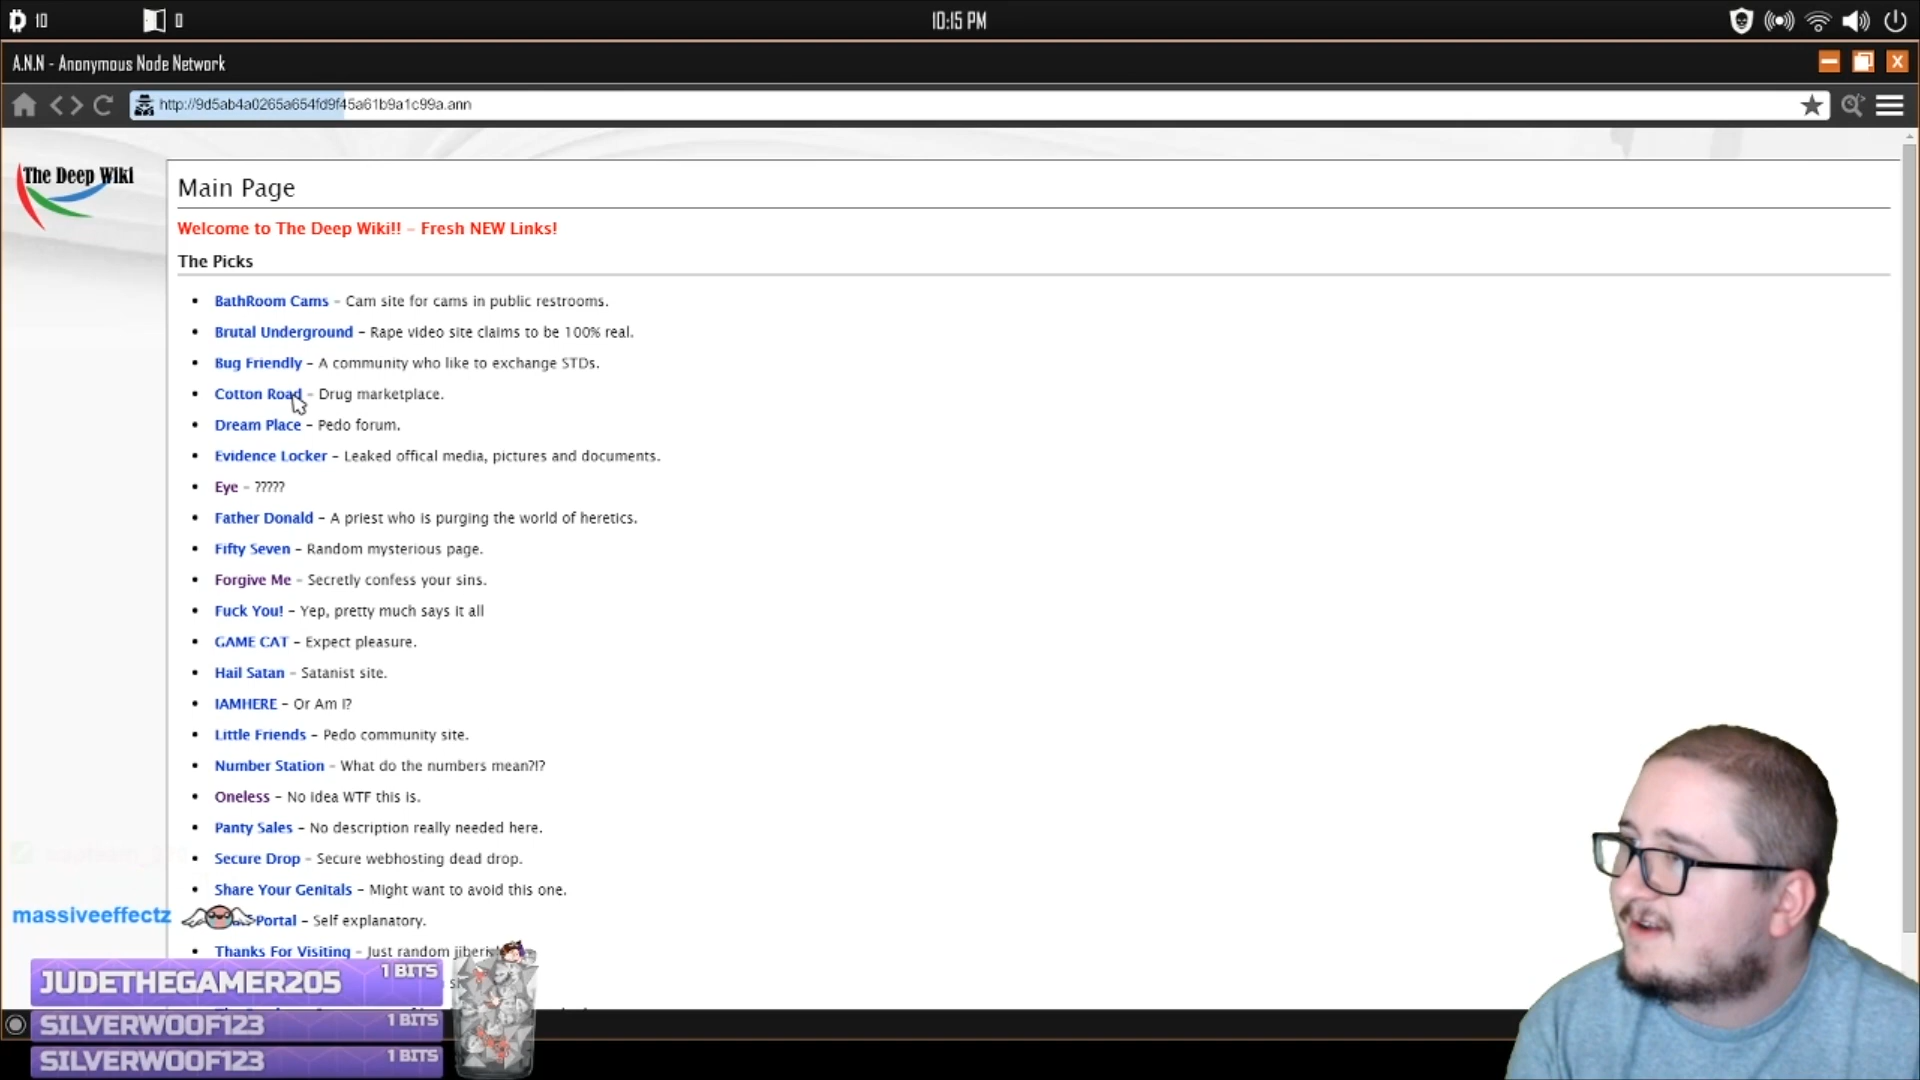 10
0
10:15 PM
A.N.N - Anonymous Node Network
http://9d5ab4a0265a654fd9f45a61b9a1c99a.ann
The Deep Wiki
Main Page
Welcome to The Deep Wiki!! - Fresh NEW Links!
The Picks
BathRoom Cams - Cam site for cams in public restrooms.
Brutal Underground - Rape video site claims to be 100% real.
Bug Friendly - A community who like to exchange STDs.
Cotton Road - Drug marketplace.
Dream Place - Pedo forum.
Evidence Locker - Leaked offical media, pictures and documents.
Eye - ?????
Father Donald - A priest who is purging the world of heretics.
Fifty Seven - Random mysterious page.
Forgive Me - Secretly confess your sins.
Fuck You! - Yep, pretty much says it all
GAME CAT - Expect pleasure.
Hail Satan - Satanist site.
IAMHERE - Or Am I?
Little Friends - Pedo community site.
Number Station - What do the numbers mean?!?
Oneless - No idea WTF this is.
Panty Sales - No description really needed here.
Secure Drop - Secure webhosting dead drop.
Share Your Genitals - Might want to avoid this one.
massiveeffectz
Portal - Self explanatory.
Thanks For Visiting - Just random
JUDETHEGAMER205 1 BITS
SILVERWOOF123 1 BITS
SILVERWOOF123 1 BITS